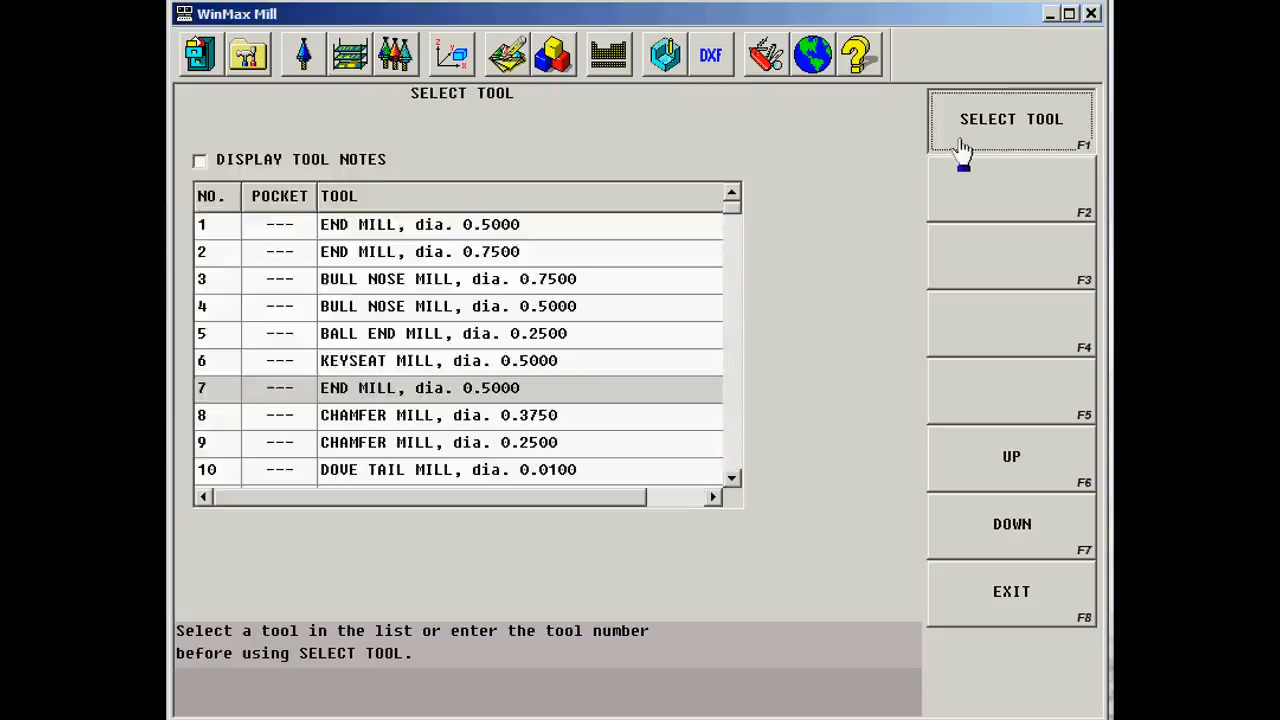 WinMax Mill
DXF
SELECT TOOL
DISPLAY TOOL NOTES
NO. POCKET TOOL
1 --- END MILL, dia. 0.5000
2 --- END MILL, dia. 0.7500
3 --- BULL NOSE MILL, dia. 0.7500
4 --- BULL NOSE MILL, dia. 0.5000
5 --- BALL END MILL, dia. 0.2500
6 --- KEYSEAT MILL, dia. 0.5000
7 --- END MILL, dia. 0.5000
8 --- CHAMFER MILL, dia. 0.3750
9 --- CHAMFER MILL, dia. 0.2500
10 --- DOVE TAIL MILL, dia. 0.0100
Select a tool in the list or enter the tool number
before using SELECT TOOL.
SELECT TOOL
F1
F2
F3
F4
F5
UP
F6
DOWN
F7
EXIT
F8